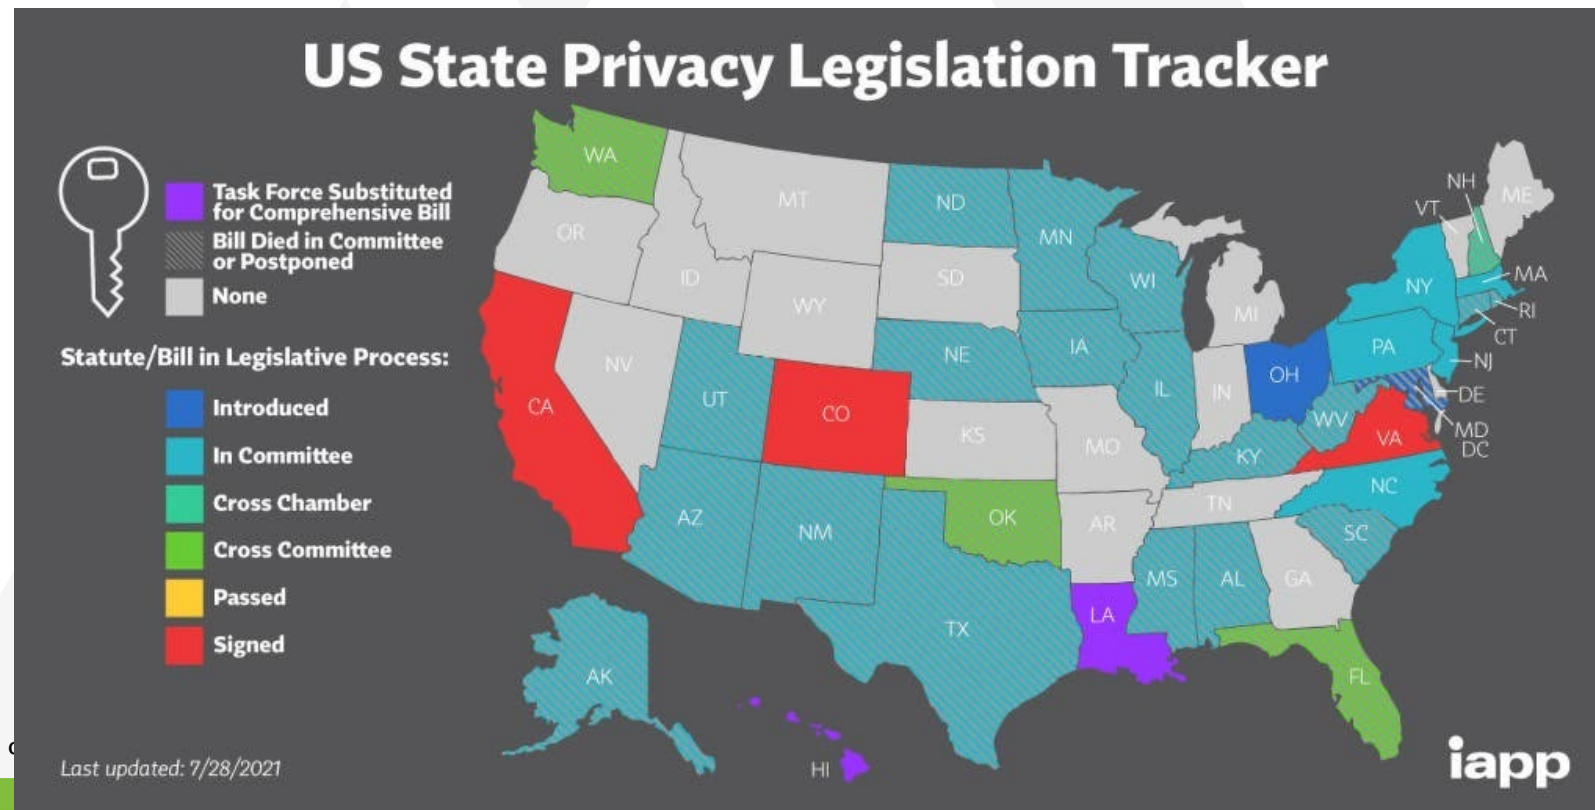 US State Privacy Legislation Tracker
Task Force Substituted
for Comprehensive Bill
Bill Died in Committee
or Postponed
None
Statute/Bill in Legislative Process:
Introduced
In Committee
Cross Chamber
Cross Committee
Passed
Signed
Last updated: 7/28/2021
WA
MT
ND
MN
OR
ID
SD
WI
WY
MI
NH
VT
ME
MA
NY
RI
CT
PA
NJ
NV
NE
IA
OH
DE
UT
IL
IN
CA
CO
WV
MD
DC
KS
MO
KY
VA
NC
AZ
NM
OK
AR
TN
SC
MS
AL
GA
TX
LA
AK
FL
HI
iapp